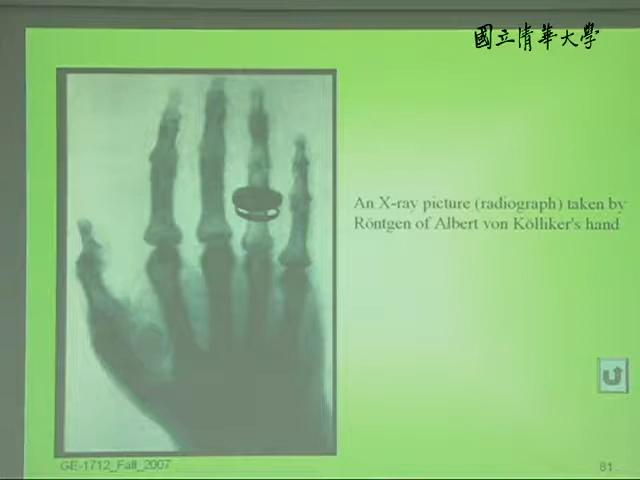 國立清華大學
An X-ray picture (radiograph) taken by
Röntgen of Albert von Kölliker's hand
GE-1712_Fall_2007
81